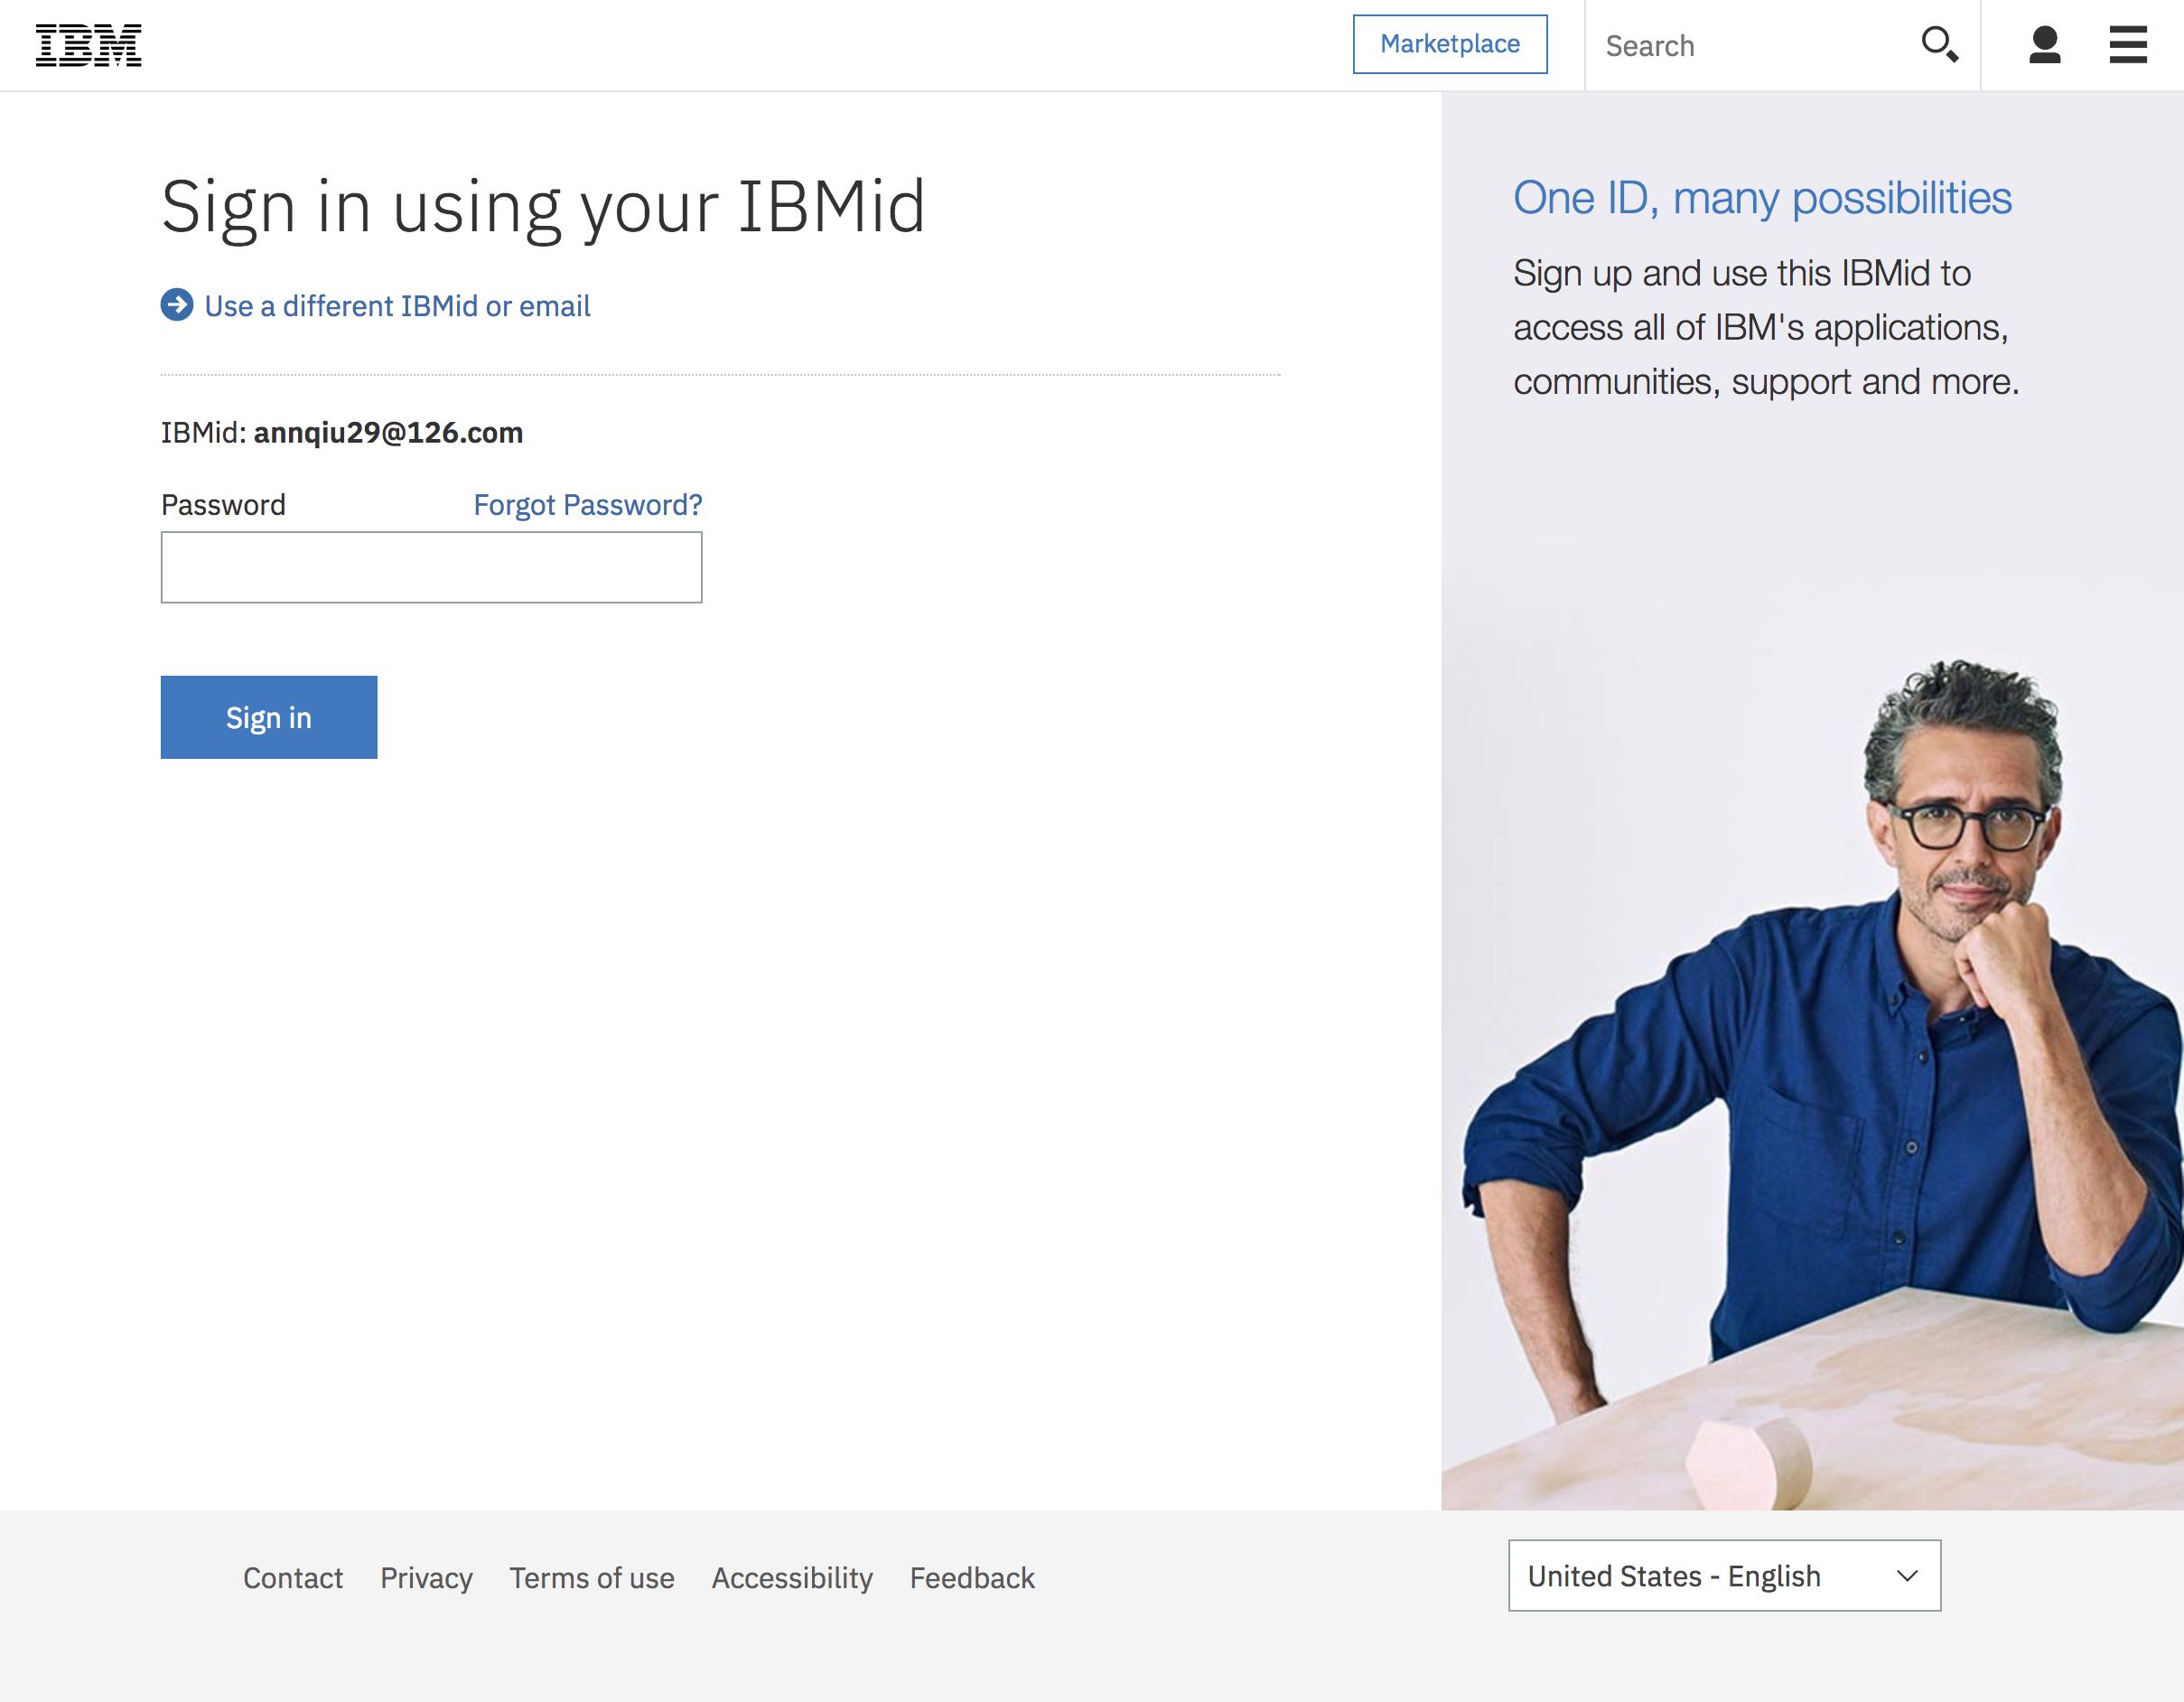 IBM
Marketplace
Search
Sign in using your IBMid
Use a different IBMid or email
IBMid: annqiu29@126.com
Password Forgot Password?
Sign in
One ID, many possibilities
Sign up and use this IBMid to
access all of IBM's applications,
communities, support and more.
Contact Privacy Terms of use Accessibility Feedback
United States - English